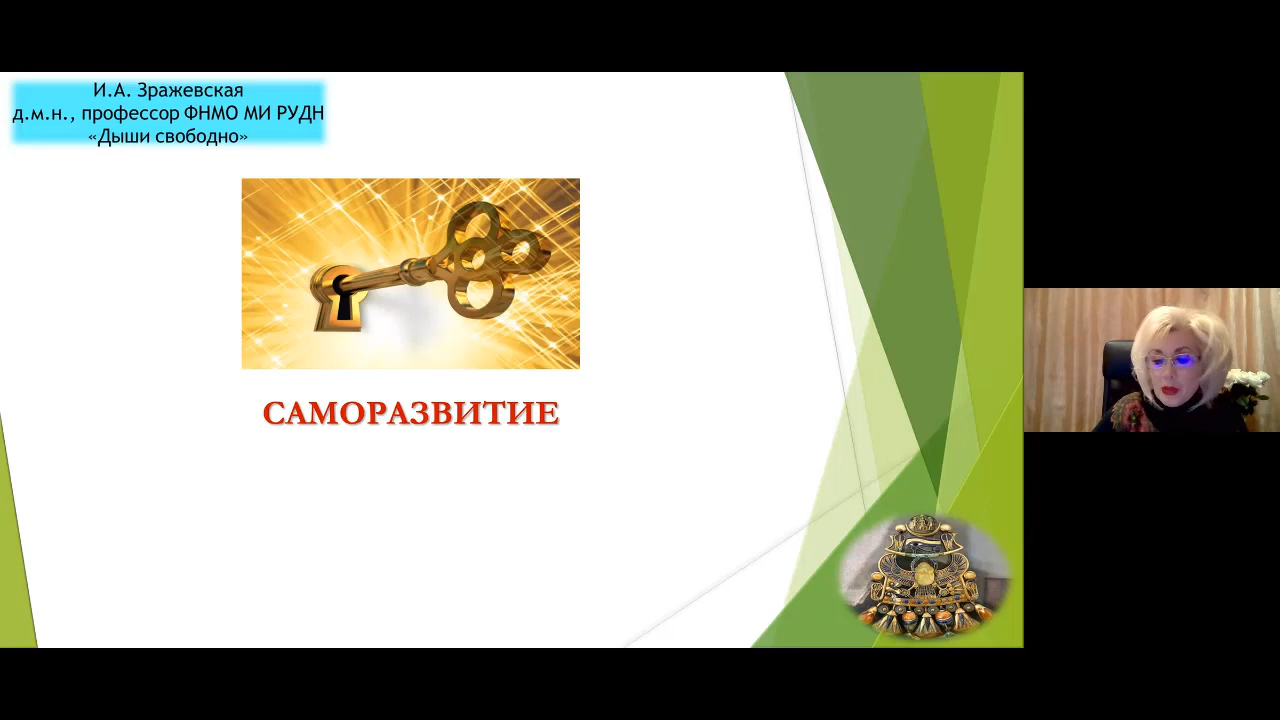 И.А. Зражевская
д.м.н., профессор ФНМО МИ РУДН
«Дыши свободно»
САМОРАЗВИТИЕ